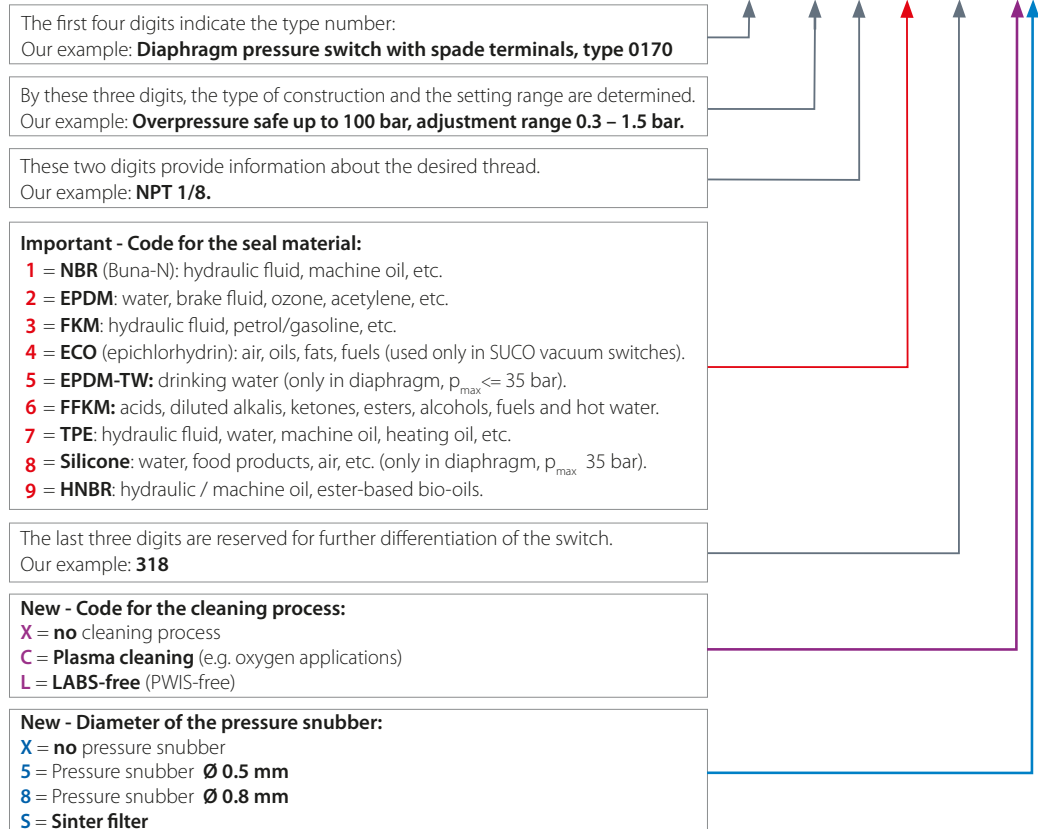 The first four digits indicate the type number:
Our example: Diaphragm pressure switch with spade terminals, type 0170
By these three digits, the type of construction and the setting range are determined.
Our example: Overpressure safe up to 100 bar, adjustment range 0.3 – 1.5 bar.
These two digits provide information about the desired thread.
Our example: NPT 1/8.
Important - Code for the seal material:
1 = NBR (Buna-N): hydraulic fluid, machine oil, etc.
2 = EPDM: water, brake fluid, ozone, acetylene, etc.
3 = FKM: hydraulic fluid, petrol/gasoline, etc.
4 = ECO (epichlorhydrin): air, oils, fats, fuels (used only in SUCO vacuum switches).
5 = EPDM-TW: drinking water (only in diaphragm, pmax<= 35 bar).
6 = FFKM: acids, diluted alkalis, ketones, esters, alcohols, fuels and hot water.
7 = TPE: hydraulic fluid, water, machine oil, heating oil, etc.
8 = Silicone: water, food products, air, etc. (only in diaphragm, pmax 35 bar).
9 = HNBR: hydraulic / machine oil, ester-based bio-oils.
The last three digits are reserved for further differentiation of the switch.
Our example: 318
New - Code for the cleaning process:
X = no cleaning process
C = Plasma cleaning (e.g. oxygen applications)
L = LABS-free (PWIS-free)
New - Diameter of the pressure snubber:
X = no pressure snubber
5 = Pressure snubber Ø 0.5 mm
8 = Pressure snubber Ø 0.8 mm
S = Sinter filter